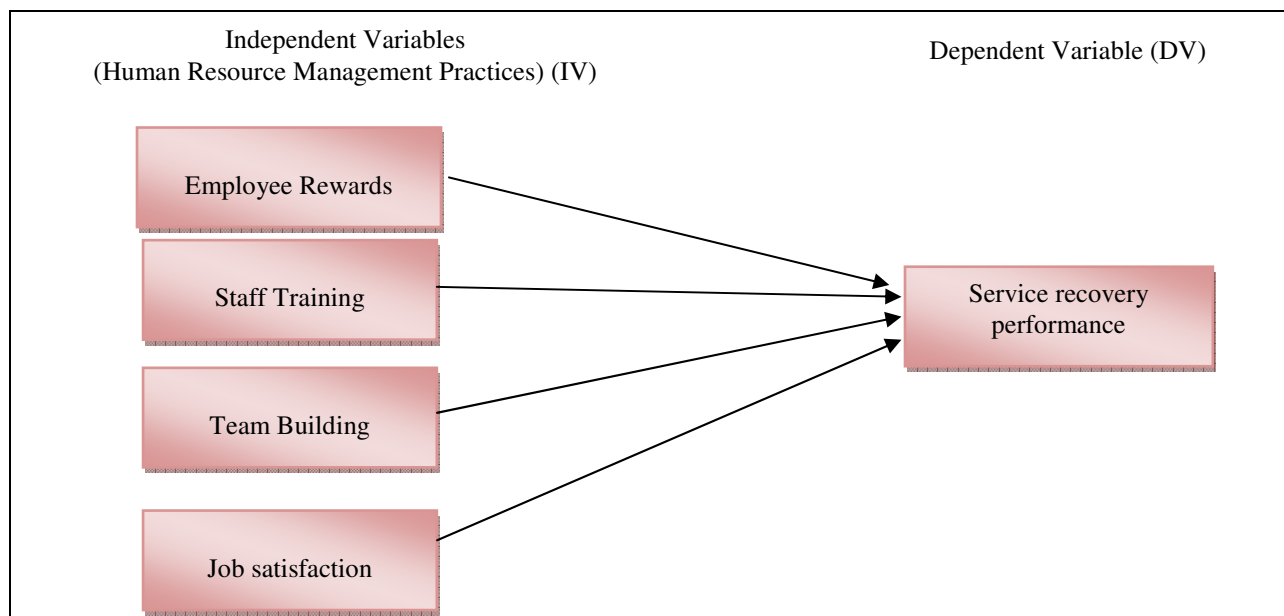 Independent Variables
(Human Resource Management Practices) (IV)
Dependent Variable (DV)
Employee Rewards
Staff Training
Team Building
Job satisfaction
Service recovery
performance